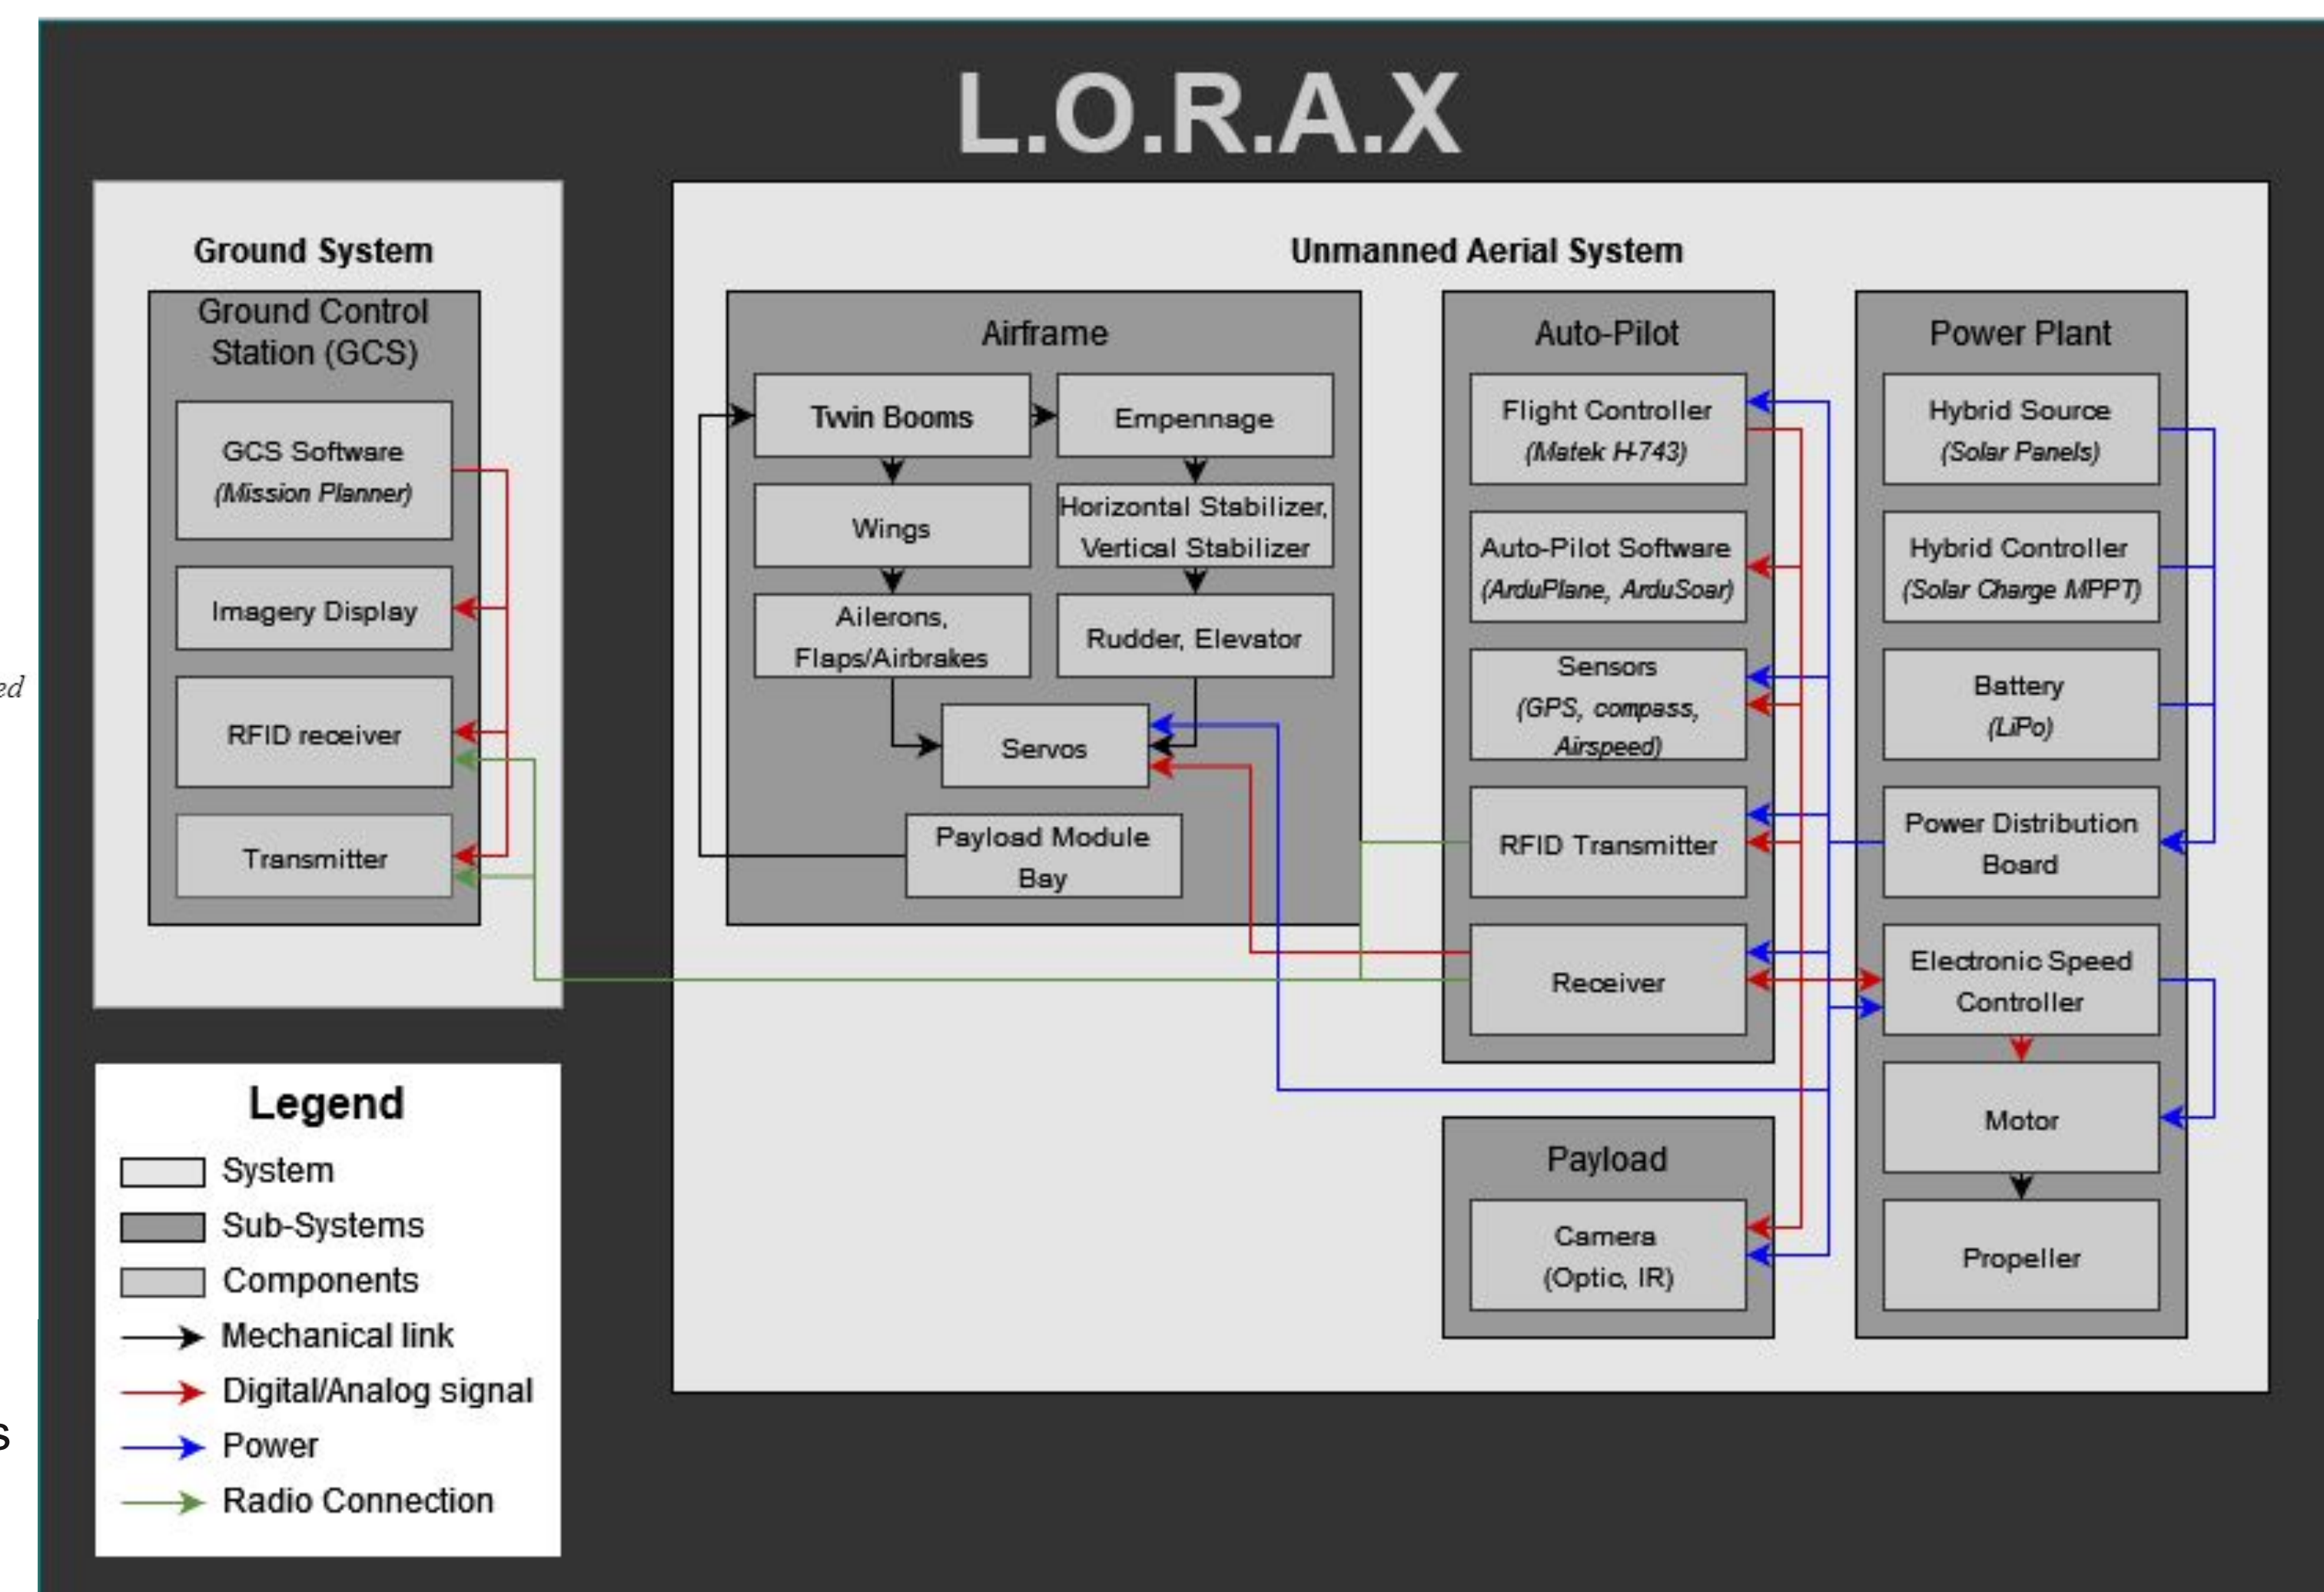 L.O.R.A.X
Ground System
Ground Control
Station (GCS)
GCS Software
(Mission Planner)
Imagery Display
RFID receiver
Transmitter
Unmanned Aerial System
Airframe
Twin Booms
Empennage
Wings
Horizontal Stabilizer,
Vertical Stabilizer
Ailerons,
Flaps/Airbrakes
Rudder, Elevator
Servos
Payload Module
Bay
Auto-Pilot
Flight Controller
(Matek H-743)
Auto-Pilot Software
(ArduPlane, ArduSoar)
Sensors
(GPS, compass,
Airspeed)
RFID Transmitter
Receiver
Payload
Camera
(Optic, IR)
Power Plant
Hybrid Source
(Solar Panels)
Hybrid Controller
(Solar Charge MPPT)
Battery
(LiPo)
Power Distribution
Board
Electronic Speed
Controller
Motor
Propeller
Legend
System
Sub-Systems
Components
Mechanical link
Digital/Analog signal
Power
Radio Connection
ed
s